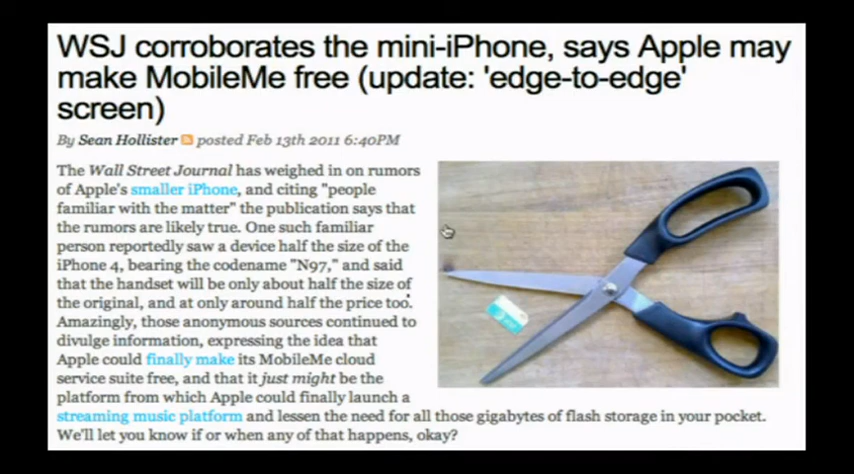 WSJ corroborates the mini-iPhone, says Apple may
make MobileMe free (update: 'edge-to-edge'
screen)
By Sean Hollister posted Feb 13th 2011 6:40PM
The Wall Street Journal has weighed in on rumors
of Apple's smaller iPhone, and citing "people
familiar with the matter" the publication says that
the rumors are likely true. One such familiar
person reportedly saw a device half the size of the
iPhone 4, bearing the codename "N97," and said
that the handset will be only about half the size of
the original, and at only around half the price too.
Amazingly, those anonymous sources continued to
divulge information, expressing the idea that
Apple could finally make its MobileMe cloud
service suite free, and that it just might be the
platform from which Apple could finally launch a
streaming music platform and lessen the need for all those gigabytes of flash storage in your pocket.
We'll let you know if or when any of that happens, okay?